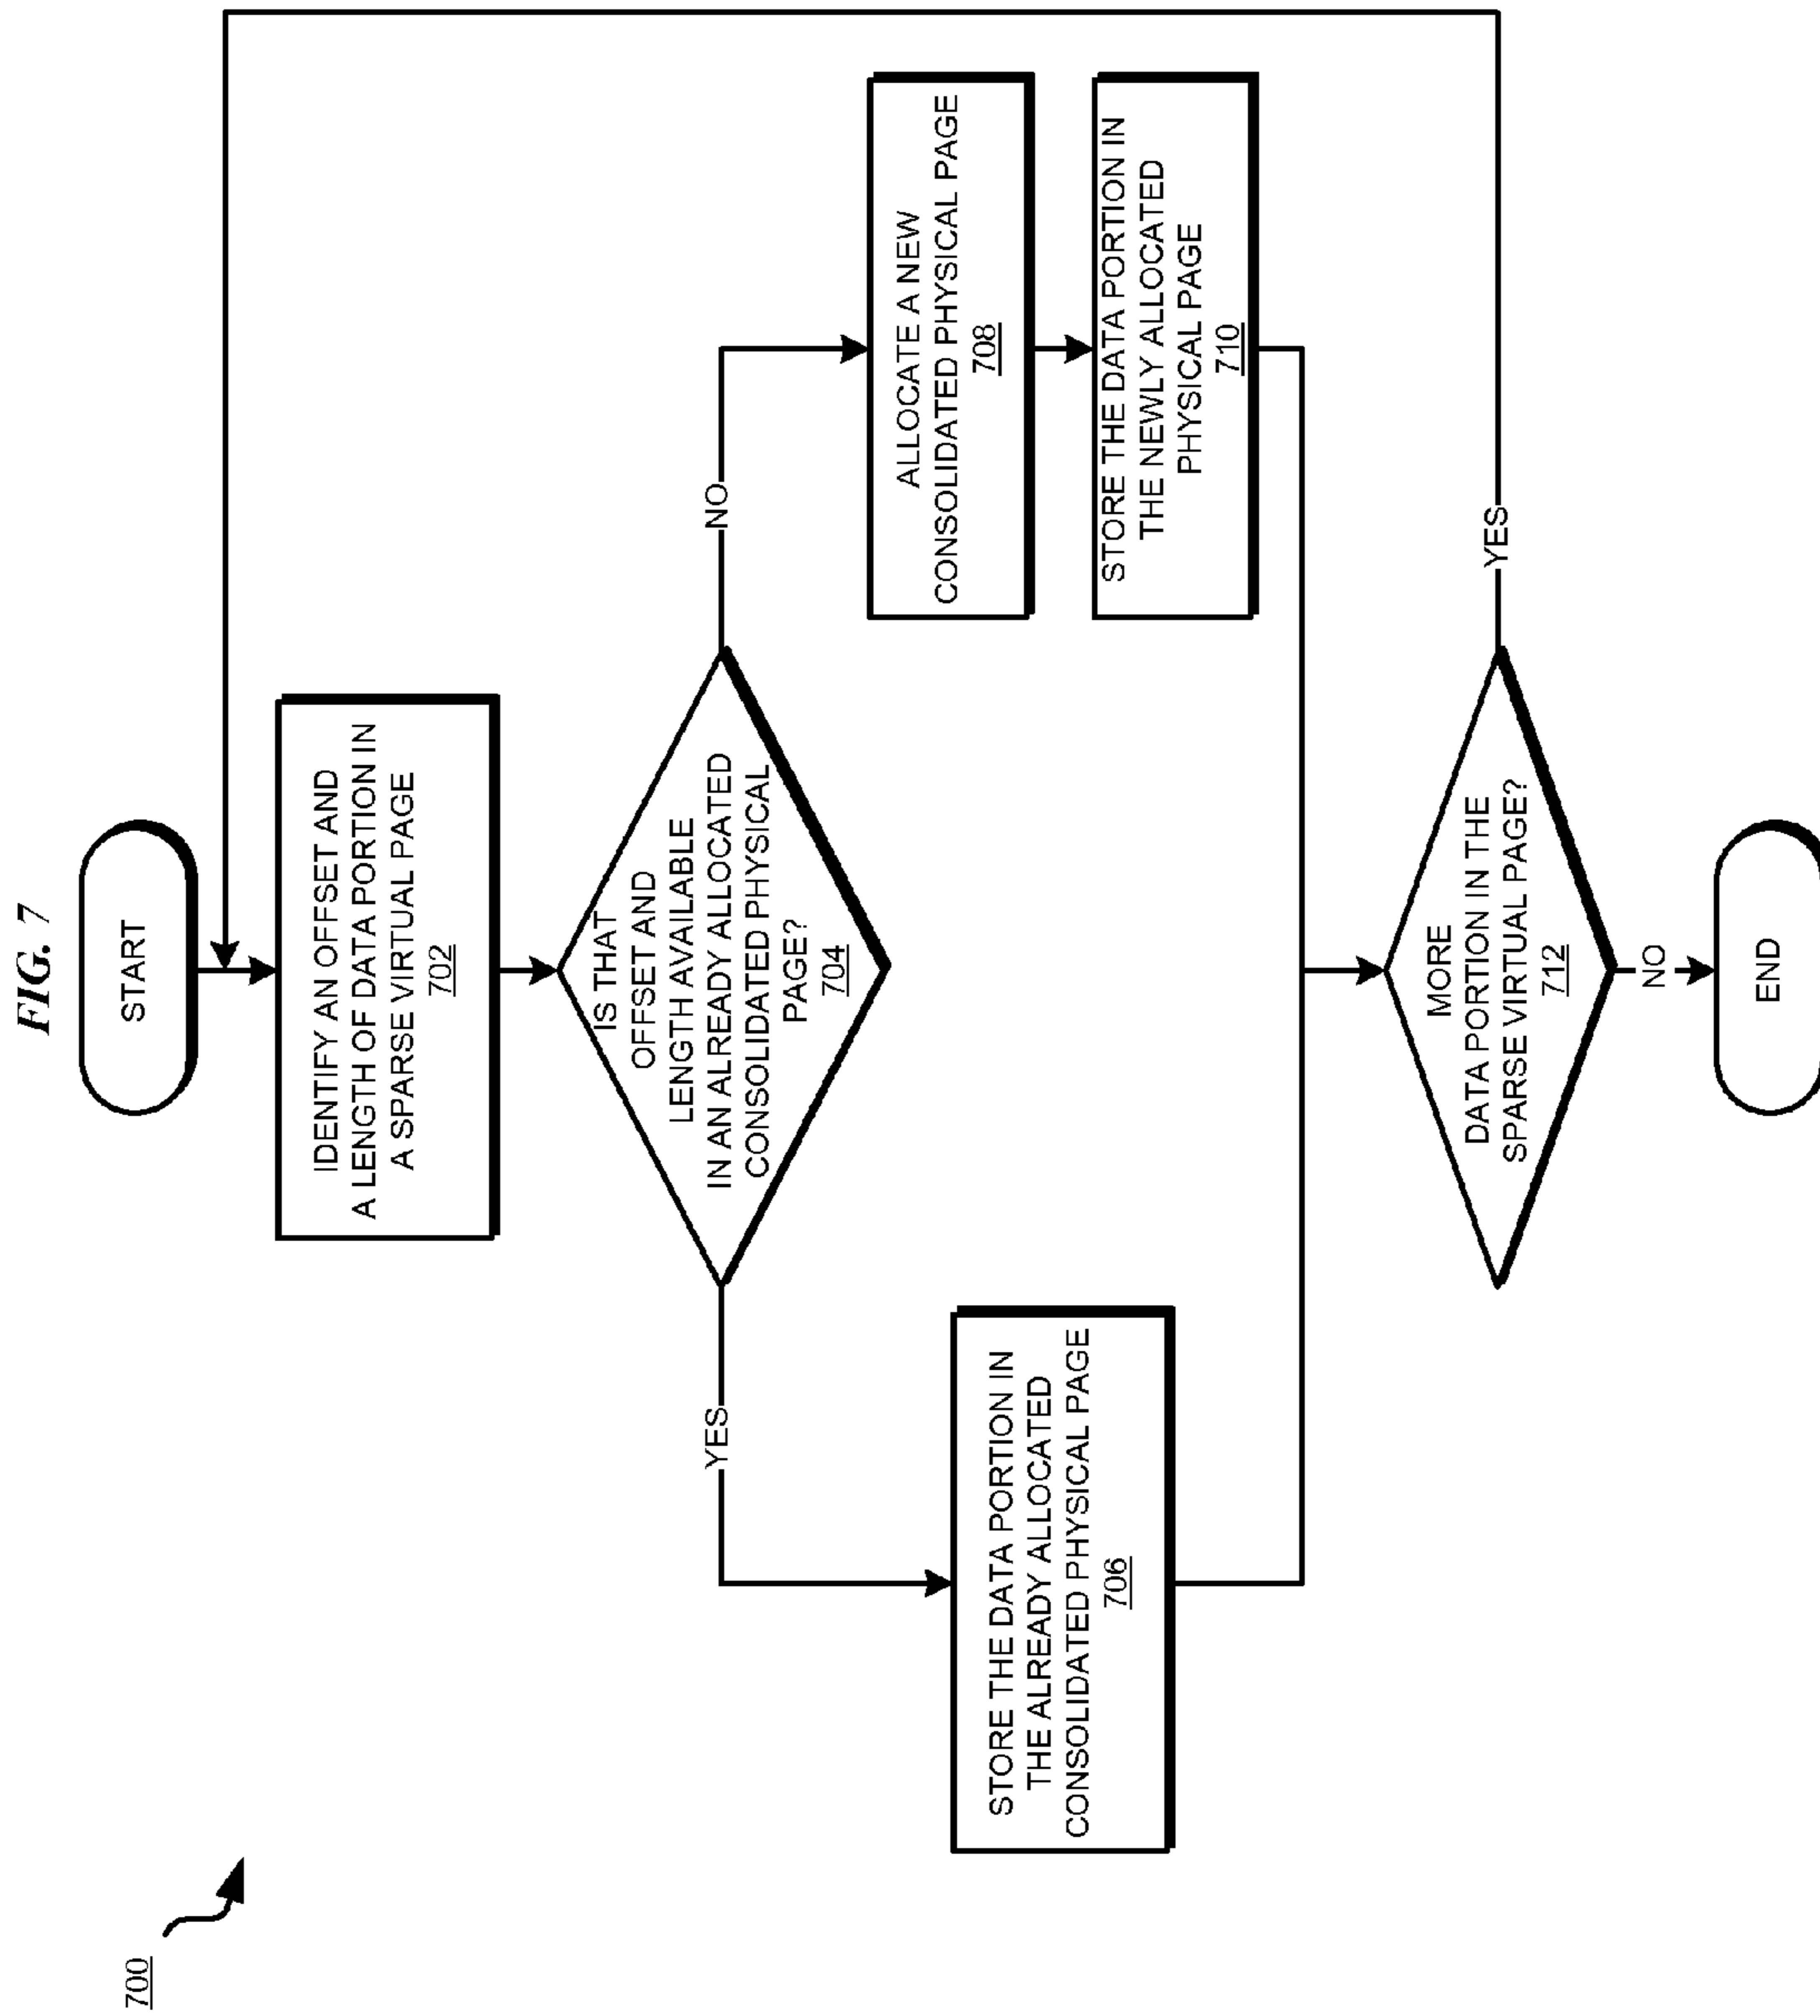 FIG. 7
700
START
IDENTIFY AN OFFSET AND
A LENGTH OF DATA PORTION IN
A SPARSE VIRTUAL PAGE
702
IS THAT
OFFSET AND
LENGTH AVAILABLE
IN AN ALREADY ALLOCATED
CONSOLIDATED PHYSICAL
PAGE?
704
YES
NO
STORE THE DATA PORTION IN
THE ALREADY ALLOCATED
CONSOLIDATED PHYSICAL PAGE
706
ALLOCATE A NEW
CONSOLIDATED PHYSICAL PAGE
708
STORE THE DATA PORTION IN
THE NEWLY ALLOCATED
PHYSICAL PAGE
710
MORE
DATA PORTION IN THE
SPARSE VIRTUAL PAGE?
712
YES
NO
END